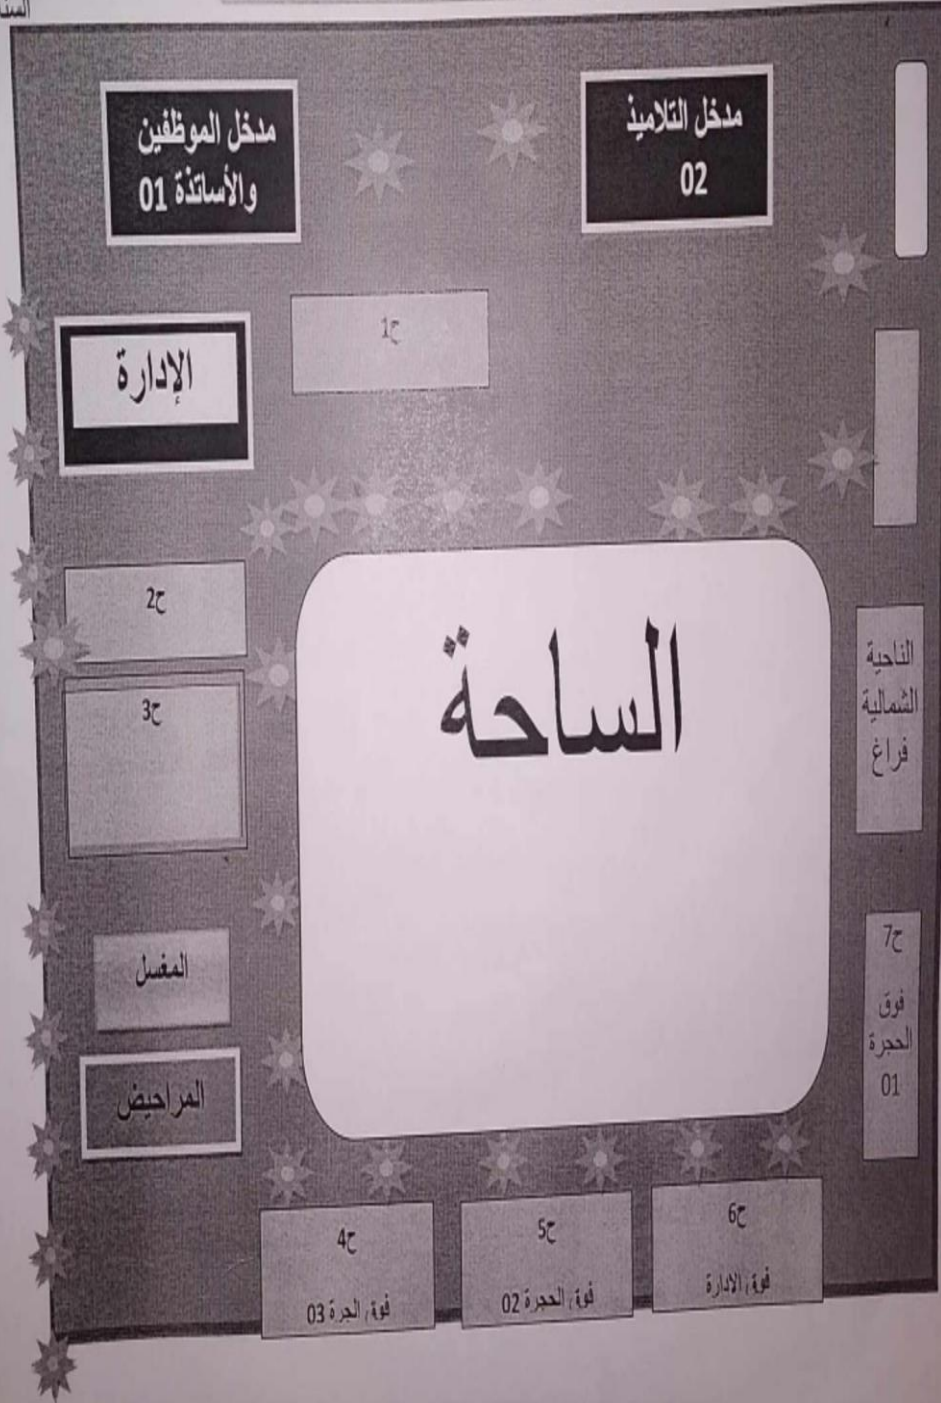 مدخل التلاميذ
02
مدخل الموظفين
والأساتذة 01
ح1
الإدارة
ح2
ح3
الساحة
الناحية
الشمالية
فراغ
ح7
فوق
الحجرة
01
المغسل
المراحيض
ح6
فوق الادارة
ح5
فوق الحجرة 02
ح4
فوق الجرة 03